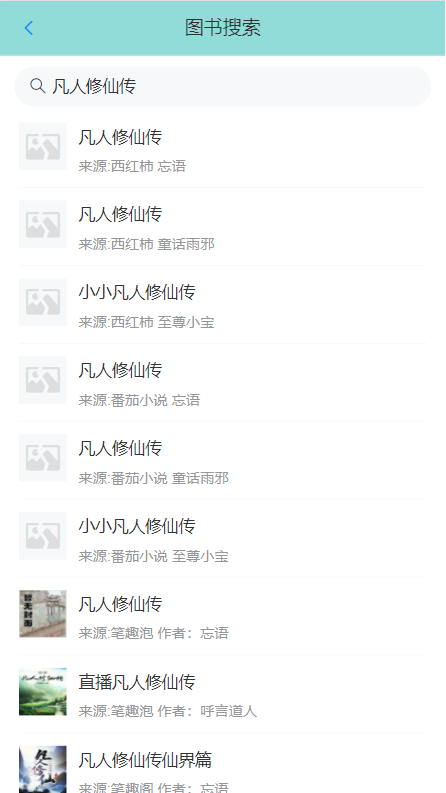 图书搜索
凡人修仙传
凡人修仙传
来源:西红柿 忘语
凡人修仙传
来源:西红柿 童话雨邪
小小凡人修仙传
来源:西红柿 至尊小宝
凡人修仙传
来源:番茄小说 忘语
凡人修仙传
来源:番茄小说 童话雨邪
小小凡人修仙传
来源:番茄小说 至尊小宝
暂无封面
凡人修仙传
来源:笔趣泡 作者：忘语
直播凡人修仙传
来源:笔趣泡 作者：呼言道人
凡人修仙传仙界篇
来源:笔趣阁 作者：忘语